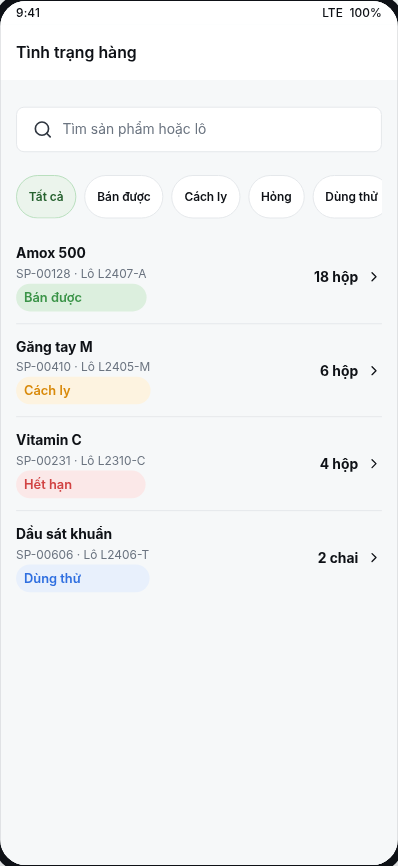 9:41 LTE 100%
Tình trạng hàng
Tìm sản phẩm hoặc lô
Tất cả Bán được Cách ly Hỏng Dùng thử
Amox 500
SP-00128 · Lô L2407-A
18 hộp
Bán được
Găng tay M
SP-00410 · Lô L2405-M
6 hộp
Cách ly
Vitamin C
SP-00231 · Lô L2310-C
4 hộp
Hết hạn
Dầu sát khuẩn
SP-00606 · Lô L2406-T
2 chai
Dùng thử